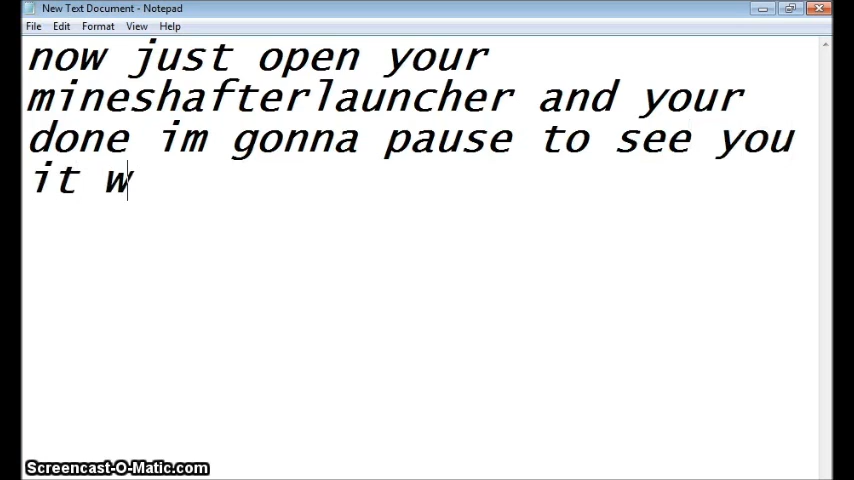 New Text Document - Notepad
File Edit Format View Help
now just open your
mineshafterlauncher and your
done im gonna pause to see you
it w
Screencast-O-Matic.com